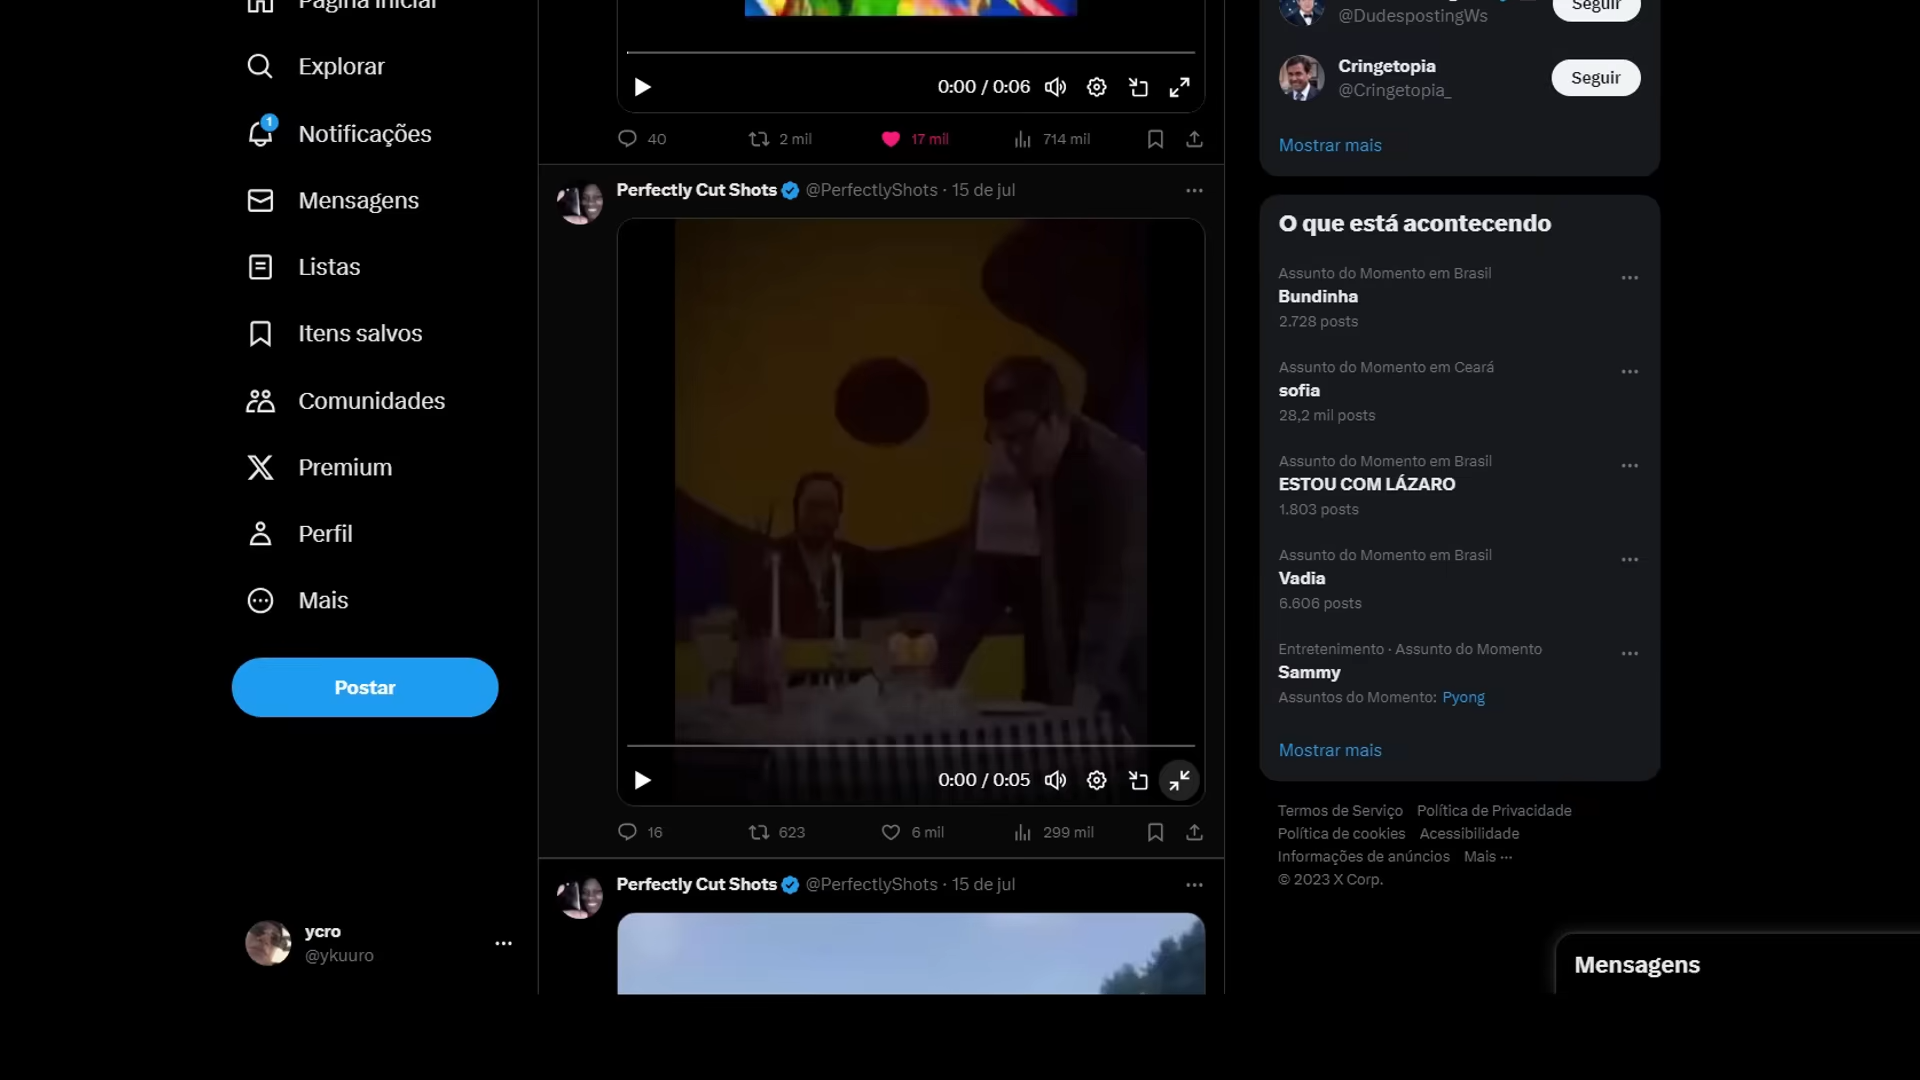 Página Inicial
Explorar
1
Notificações
Mensagens
Listas
Itens salvos
Comunidades
Premium
Perfil
Mais
Postar
ycro
@ykuuro
0:00 / 0:06
40
2 mil
17 mil
714 mil
Perfectly Cut Shots @PerfectlyShots · 15 de jul
0:00 / 0:05
16
623
6 mil
299 mil
Perfectly Cut Shots @PerfectlyShots · 15 de jul
@DudespostingWs
Seguir
Cringetopia
@Cringetopia_
Seguir
Mostrar mais
O que está acontecendo
Assunto do Momento em Brasil
Bundinha
2.728 posts
Assunto do Momento em Ceará
sofia
28,2 mil posts
Assunto do Momento em Brasil
ESTOU COM LÁZARO
1.803 posts
Assunto do Momento em Brasil
Vadia
6.606 posts
Entretenimento · Assunto do Momento
Sammy
Assuntos do Momento: Pyong
Mostrar mais
Termos de Serviço Política de Privacidade
Política de cookies Acessibilidade
Informações de anúncios Mais ···
© 2023 X Corp.
Mensagens